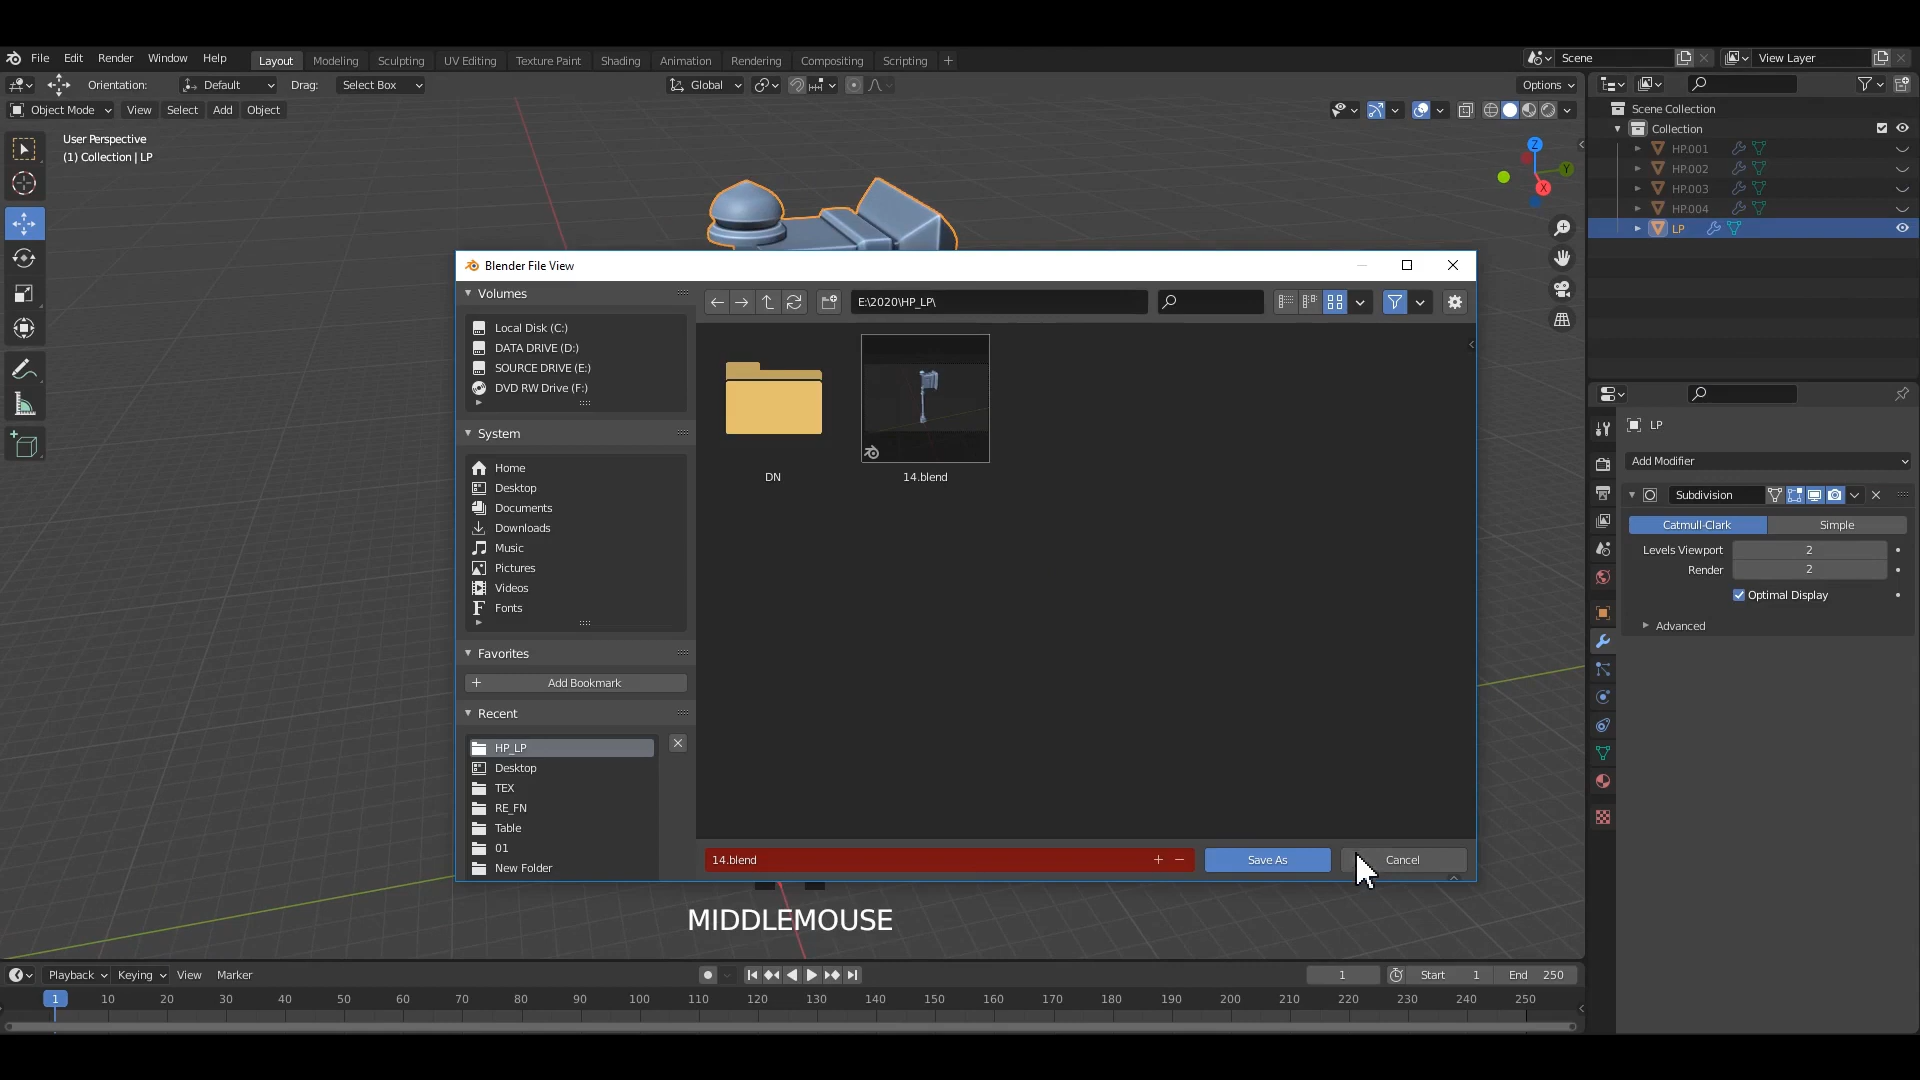 File Edit Render Window Help Layout Modeling Sculpting UV Editing Texture Paint Shading Animation Rendering Compositing Scripting + Scene View Layer
Orientation: Default Drag: Select Box Global Options
Object Mode View Select Add Object
User Perspective
(1) Collection | LP
Z
Y
X
Scene Collection
Collection
HP.001
HP.002
HP.003
HP.004
LP
Blender File View
Volumes
Local Disk (C:)
DATA DRIVE (D:)
SOURCE DRIVE (E:)
DVD RW Drive (F:)
System
Home
Desktop
Documents
Downloads
Music
Pictures
Videos
Fonts
Favorites
Add Bookmark
Recent
HP_LP
Desktop
TEX
RE_FN
Table
01
New Folder
E:\2020\HP_LP\
DN
14.blend
14.blend
Save As
Cancel
LP
Add Modifier
Subdivision
Catmull-Clark Simple
Levels Viewport 2
Render 2
Optimal Display
Advanced
MIDDLEMOUSE
Playback Keying View Marker 1 Start 1 End 250
1 10 20 30 40 50 60 70 80 90 100 110 120 130 140 150 160 170 180 190 200 210 220 230 240 250